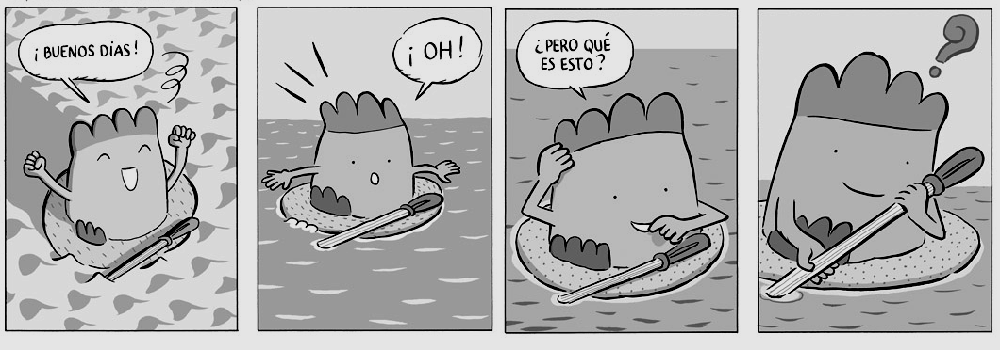 ¡BUENOS DÍAS!
¡OH!
¿PERO QUÉ
ES ESTO?
?